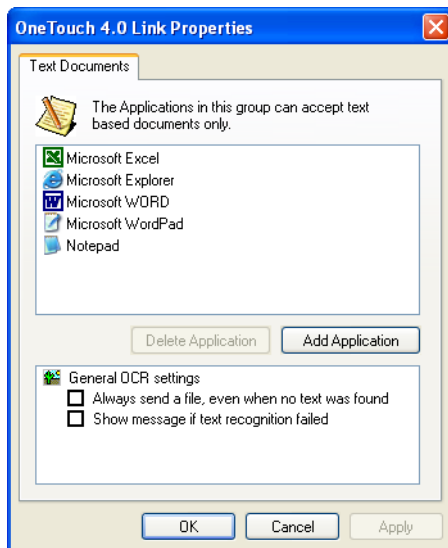 OneTouch 4.0 Link Properties
Text Documents
The Applications in this group can accept text
based documents only.
Microsoft Excel
Microsoft Explorer
Microsoft WORD
Microsoft WordPad
Notepad
Delete Application
Add Application
General OCR settings
Always send a file, even when no text was found
Show message if text recognition failed
OK
Cancel
Apply